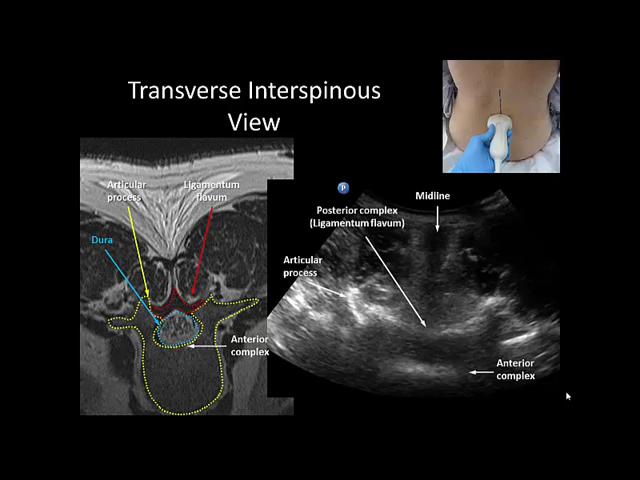 Transverse Interspinous
View
Articular
process
Ligamentum
flavum
Dura
Anterior
complex
P
Midline
Posterior complex
(Ligamentum flavum)
Articular
process
Anterior
complex